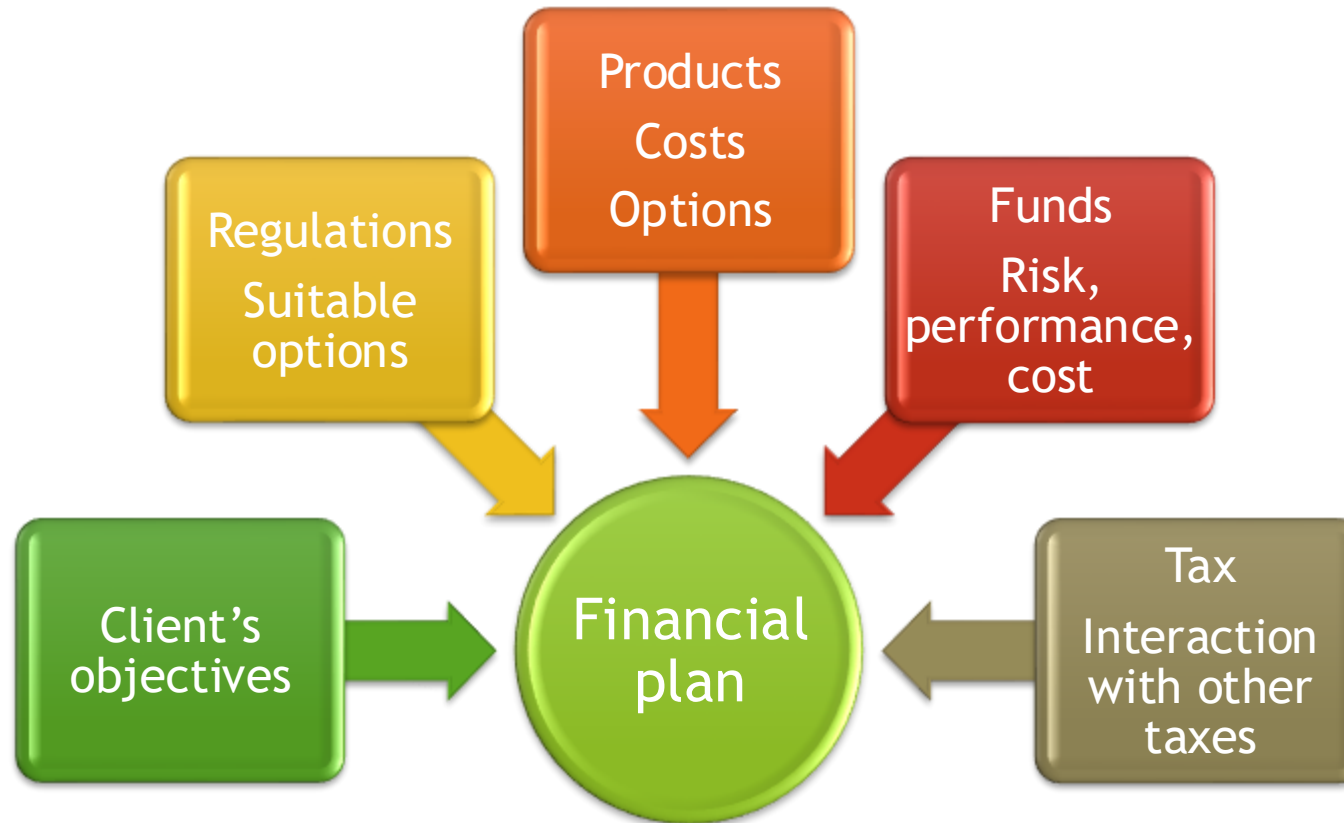 Products
Costs
Options
Regulations
Suitable
options
Funds
Risk,
performance,
cost
Client’s
objectives
Financial
plan
Tax
Interaction
with other
taxes